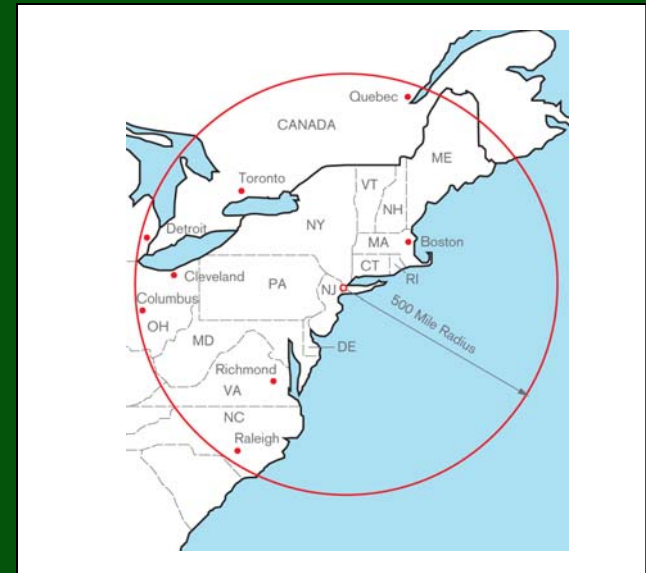 Quebec
CANADA
ME
Toronto
VT
NH
NY
Detroit
MA
Boston
CT
RI
Cleveland
PA
NJ
Columbus
500 Mile Radius
OH
MD
DE
Richmond
VA
NC
Raleigh